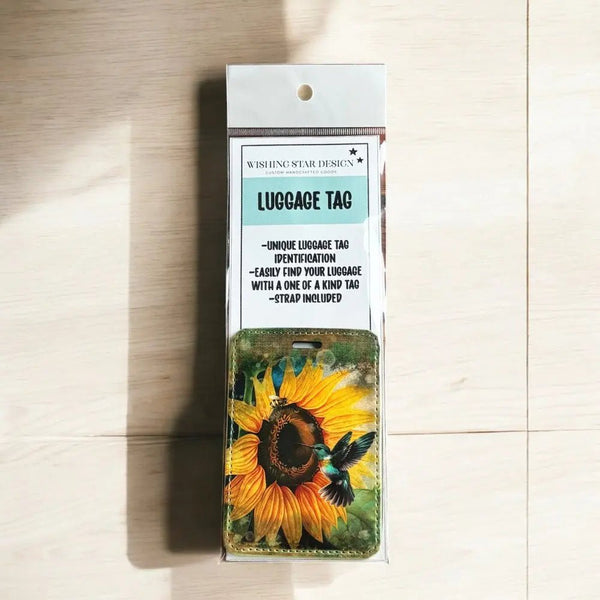 WISHING STAR DESIGN
CUSTOM HANDCRAFTED GOODS
LUGGAGE TAG
-UNIQUE LUGGAGE TAG
IDENTIFICATION
-EASILY FIND YOUR LUGGAGE
WITH A ONE OF A KIND TAG
-STRAP INCLUDED